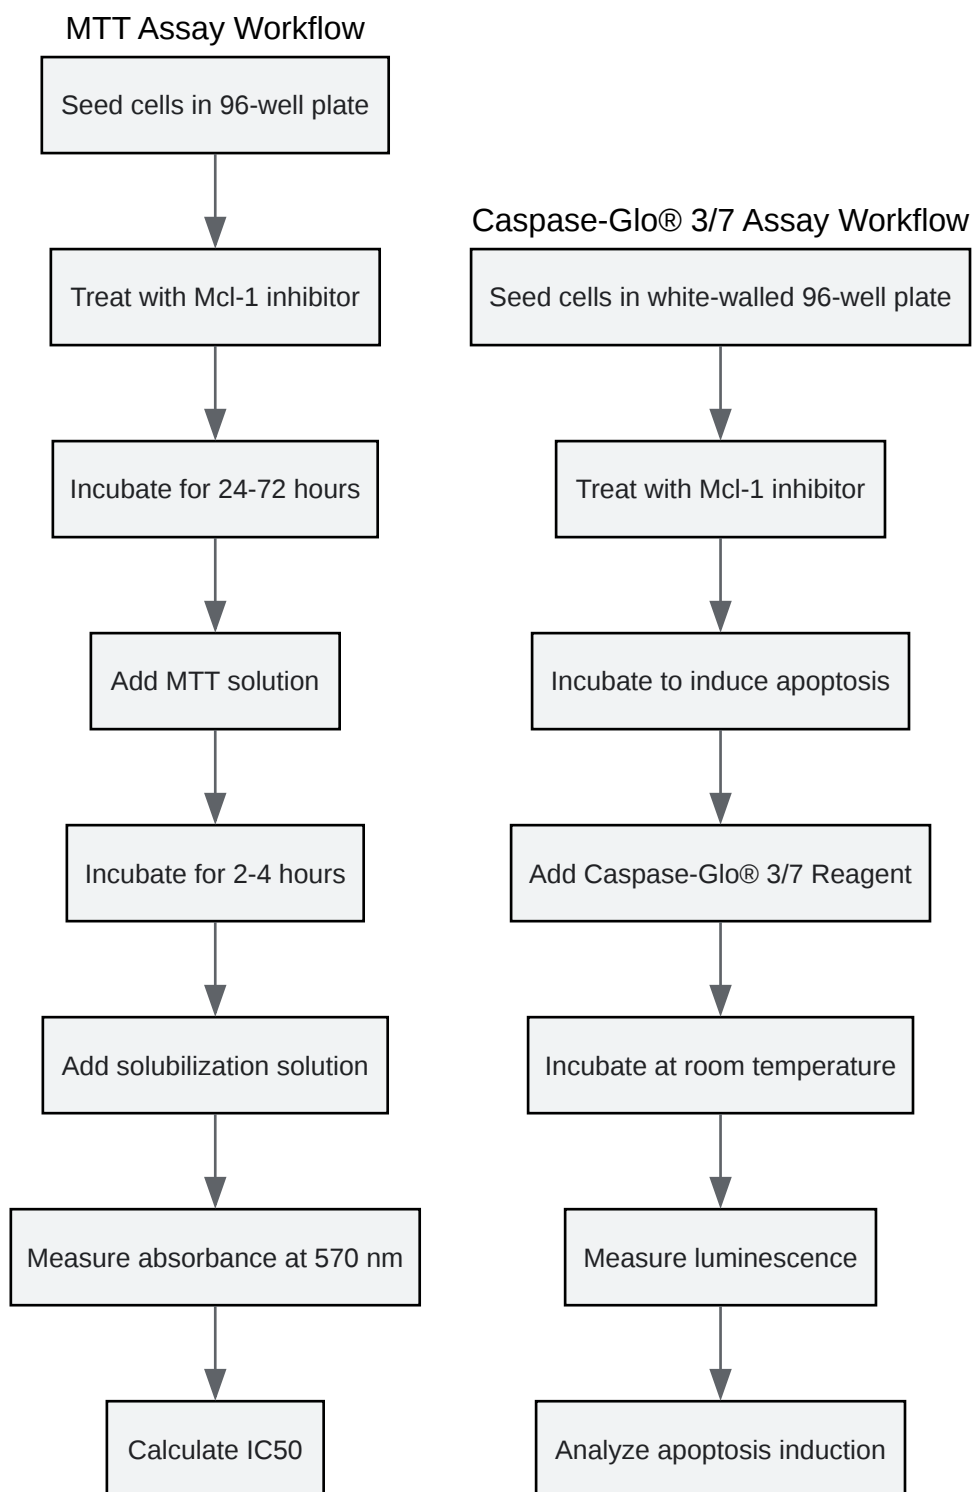 MTT Assay Workflow
Seed cells in 96-well plate
Treat with Mcl-1 inhibitor
Incubate for 24-72 hours
Add MTT solution
Incubate for 2-4 hours
Add solubilization solution
Measure absorbance at 570 nm
Calculate IC50
Caspase-Glo® 3/7 Assay Workflow
Seed cells in white-walled 96-well plate
Treat with Mcl-1 inhibitor
Incubate to induce apoptosis
Add Caspase-Glo® 3/7 Reagent
Incubate at room temperature
Measure luminescence
Analyze apoptosis induction